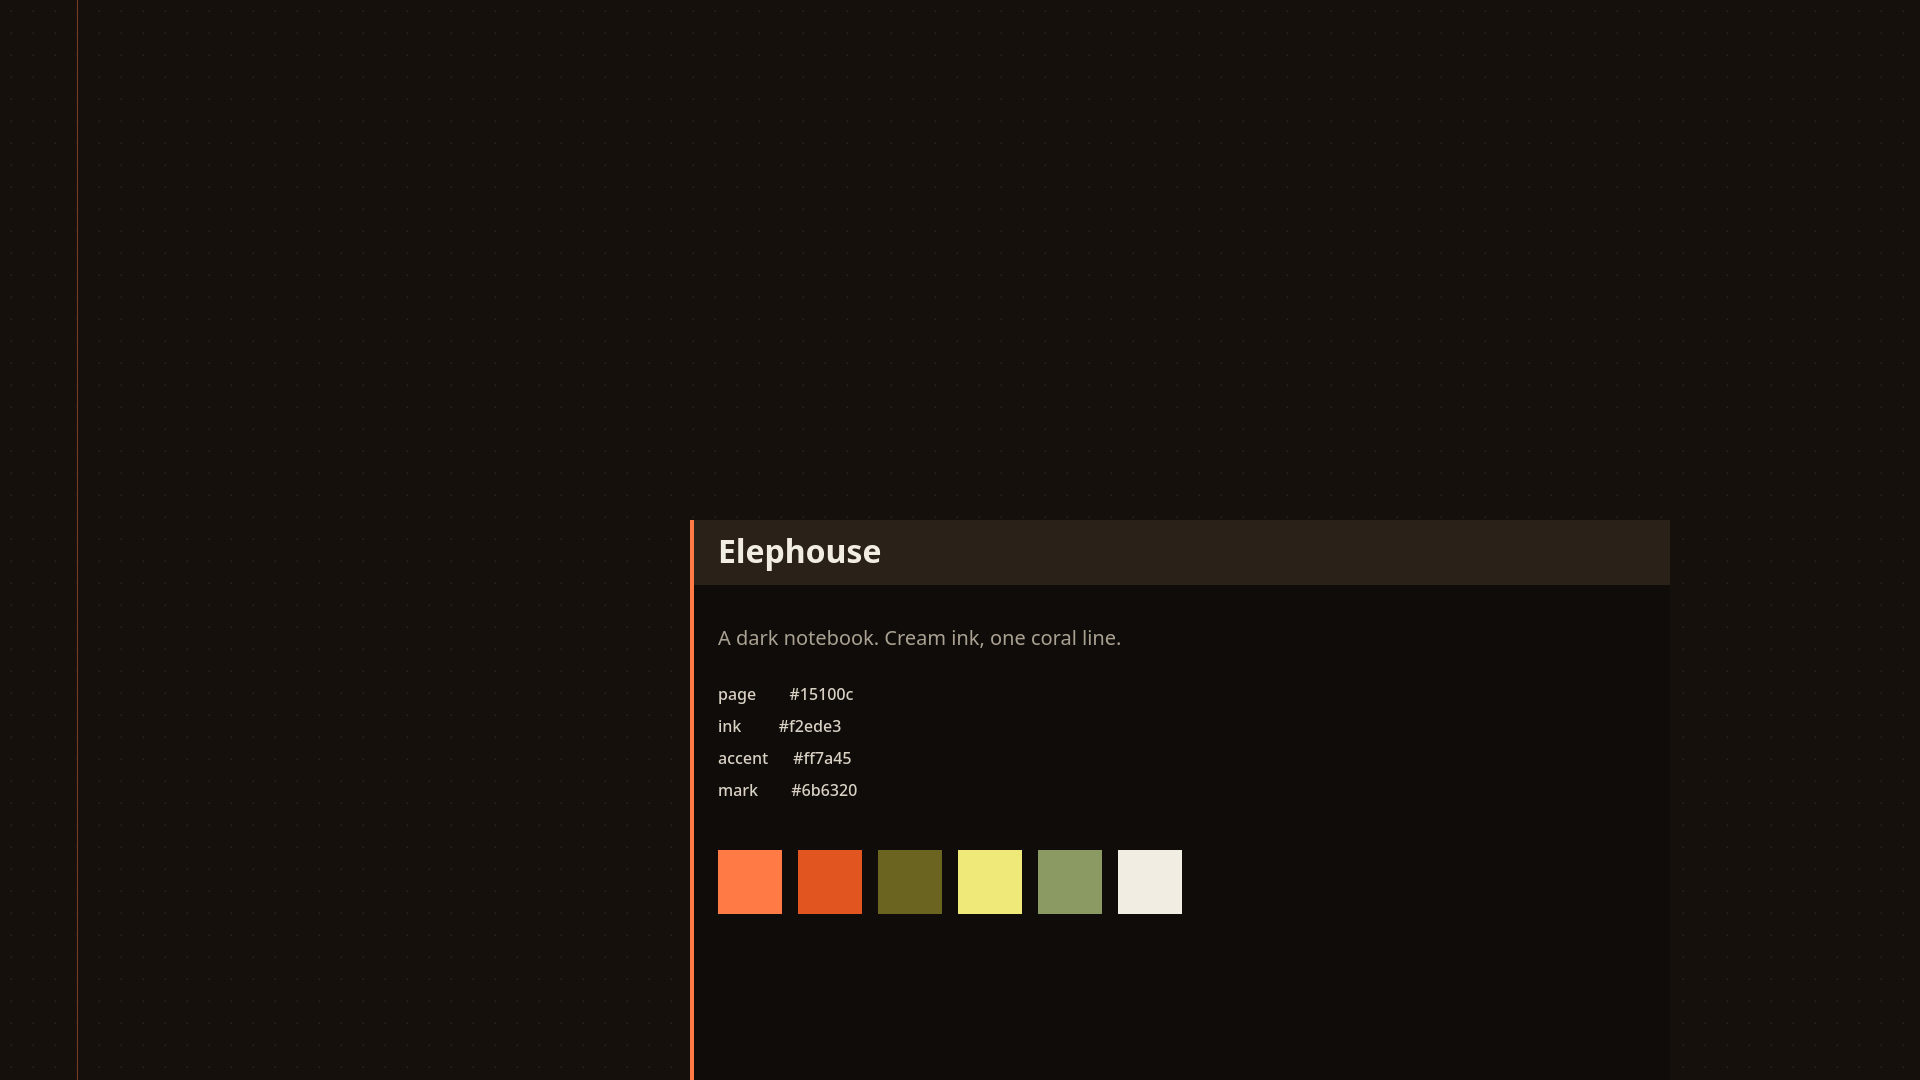 Elephouse
A dark notebook. Cream ink, one coral line.
page #15100c
ink #f2ede3
accent #ff7a45
mark #6b6320